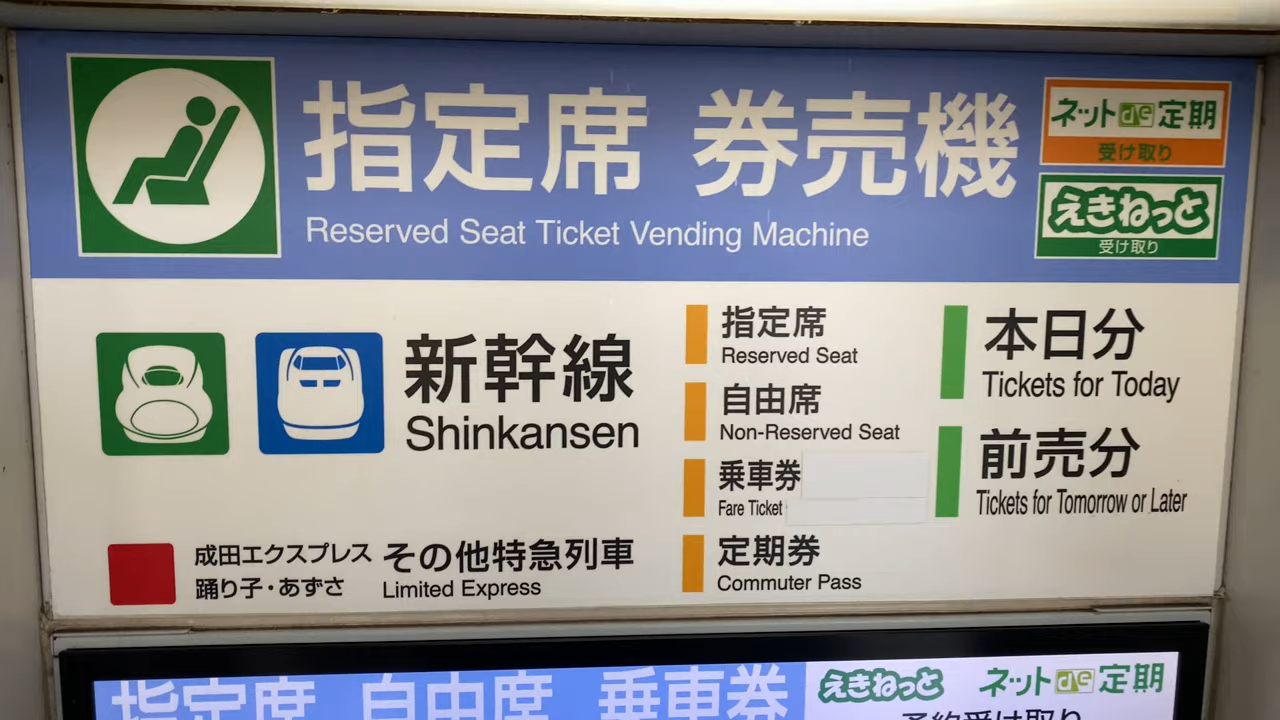 指定席 券売機
Reserved Seat Ticket Vending Machine
ネットde定期
受け取り
えきねっと
受け取り
新幹線
Shinkansen
指定席
Reserved Seat
自由席
Non-Reserved Seat
乗車券
Fare Ticket
定期券
Commuter Pass
本日分
Tickets for Today
前売分
Tickets for Tomorrow or Later
成田エクスプレス
踊り子・あずさ
その他特急列車
Limited Express
指定席 自由席 乗車券
えきねっと ネットde定期
予約受け取り